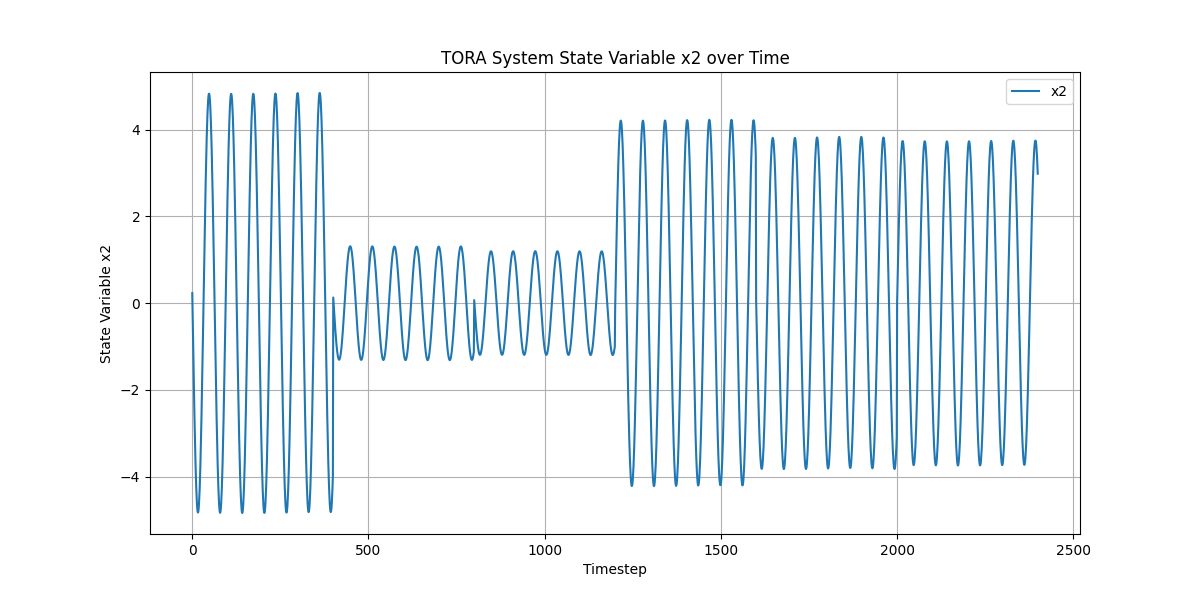 TORA System State Variable x2 over Time
x2
State Variable x2
4
2
0
−2
−4
0 500 1000 1500 2000 2500
Timestep